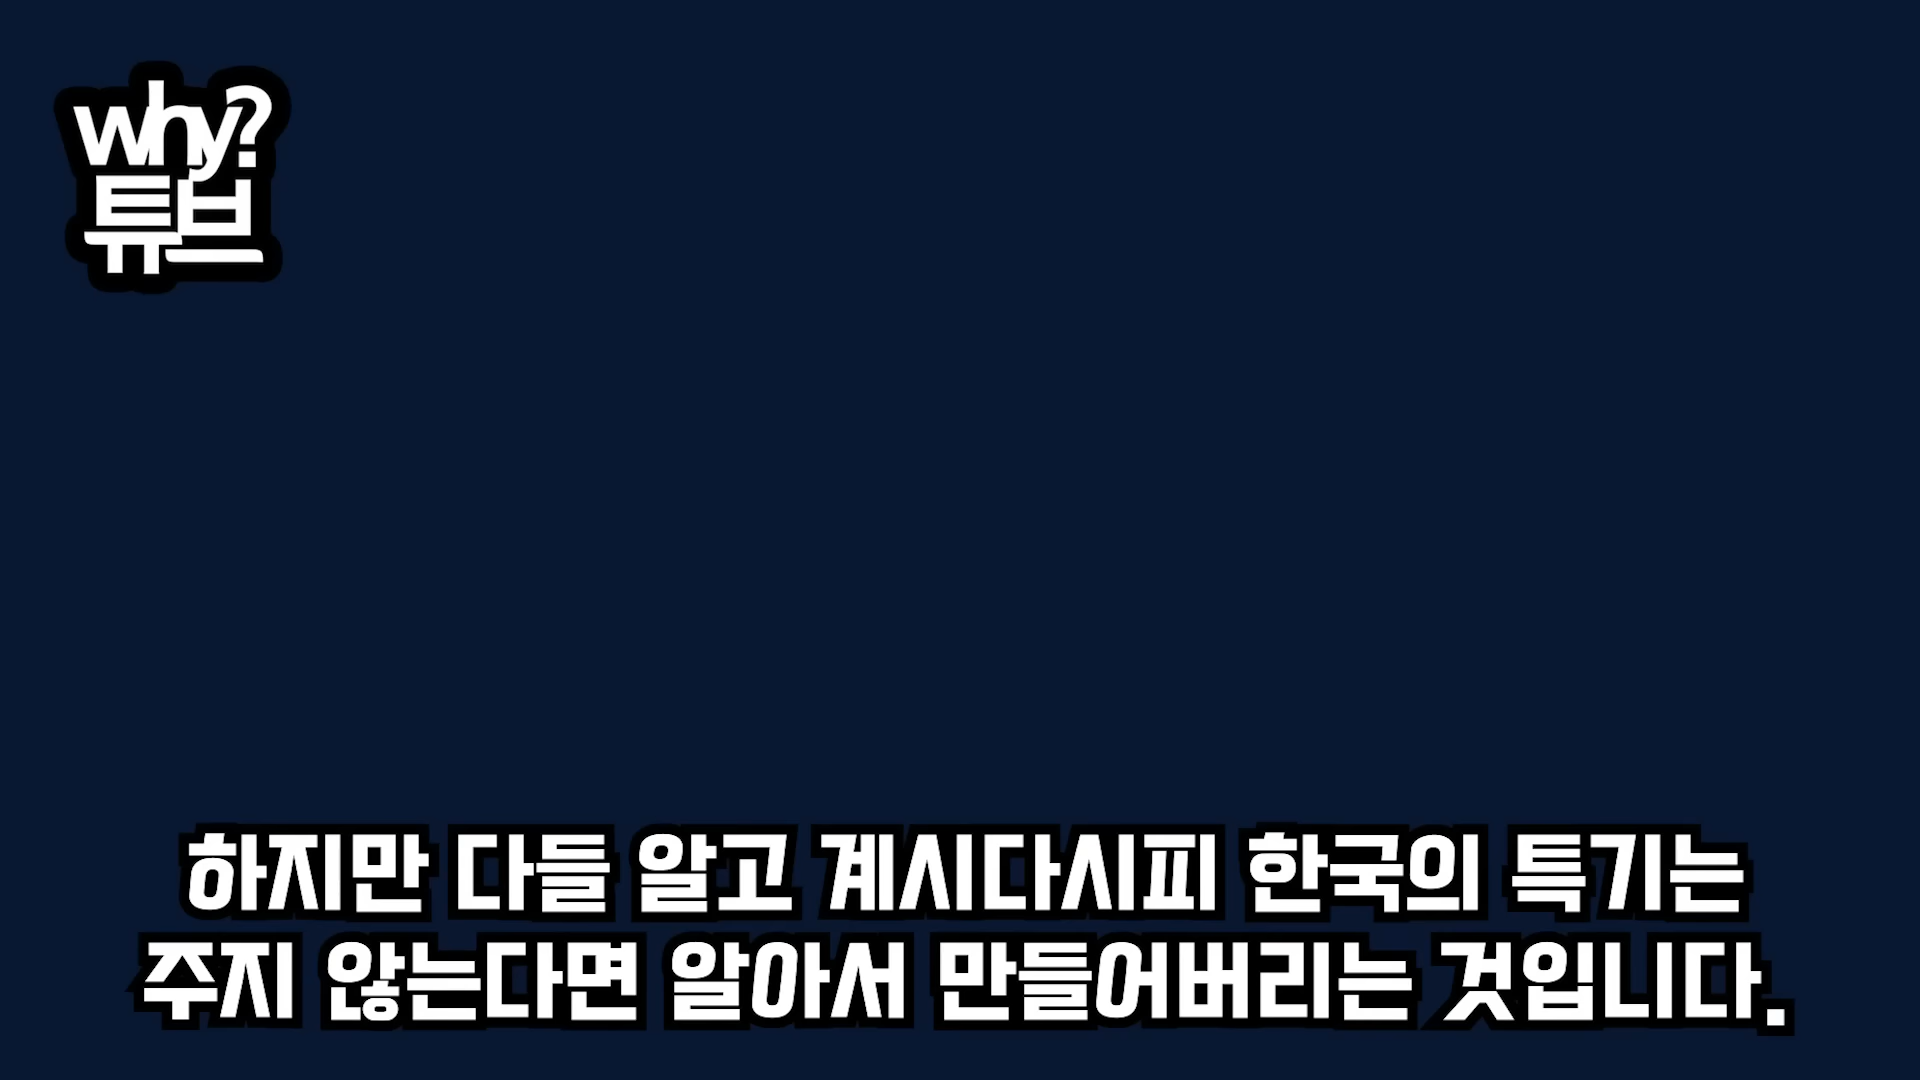 why?
튜브
하지만 다들 알고 계시다시피 한국의 특기는
주지 않는다면 알아서 만들어버리는 것입니다.